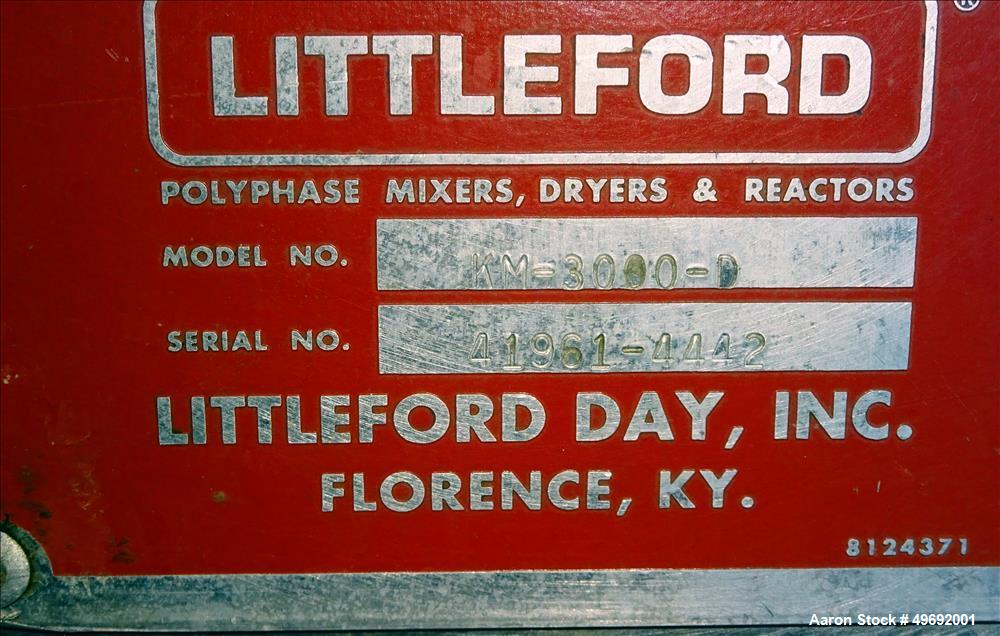 ®
LITTLEFORD
POLYPHASE MIXERS, DRYERS & REACTORS
MODEL NO. KM-3000-D
SERIAL NO. 41961-4442
LITTLEFORD DAY, INC.
FLORENCE, KY.
8124371
Aaron Stock # 49692001